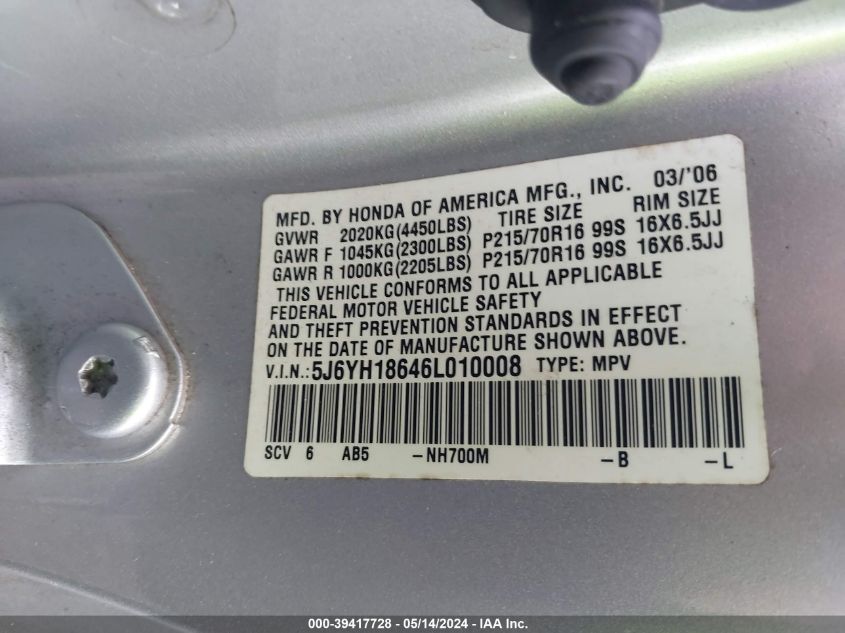 MFD. BY HONDA OF AMERICA MFG., INC. 03/'06
GVWR 2020KG(4450LBS) TIRE SIZE RIM SIZE
GAWR F 1045KG(2300LBS) P215/70R16 99S 16X6.5JJ
GAWR R 1000KG(2205LBS) P215/70R16 99S 16X6.5JJ
THIS VEHICLE CONFORMS TO ALL APPLICABLE
FEDERAL MOTOR VEHICLE SAFETY
AND THEFT PREVENTION STANDARDS IN EFFECT
ON THE DATE OF MANUFACTURE SHOWN ABOVE.
V.I.N.: 5J6YH18646L010008 TYPE: MPV
SCV 6 AB5 -NH700M -B -L
000-39417728 - 05/14/2024 - IAA Inc.